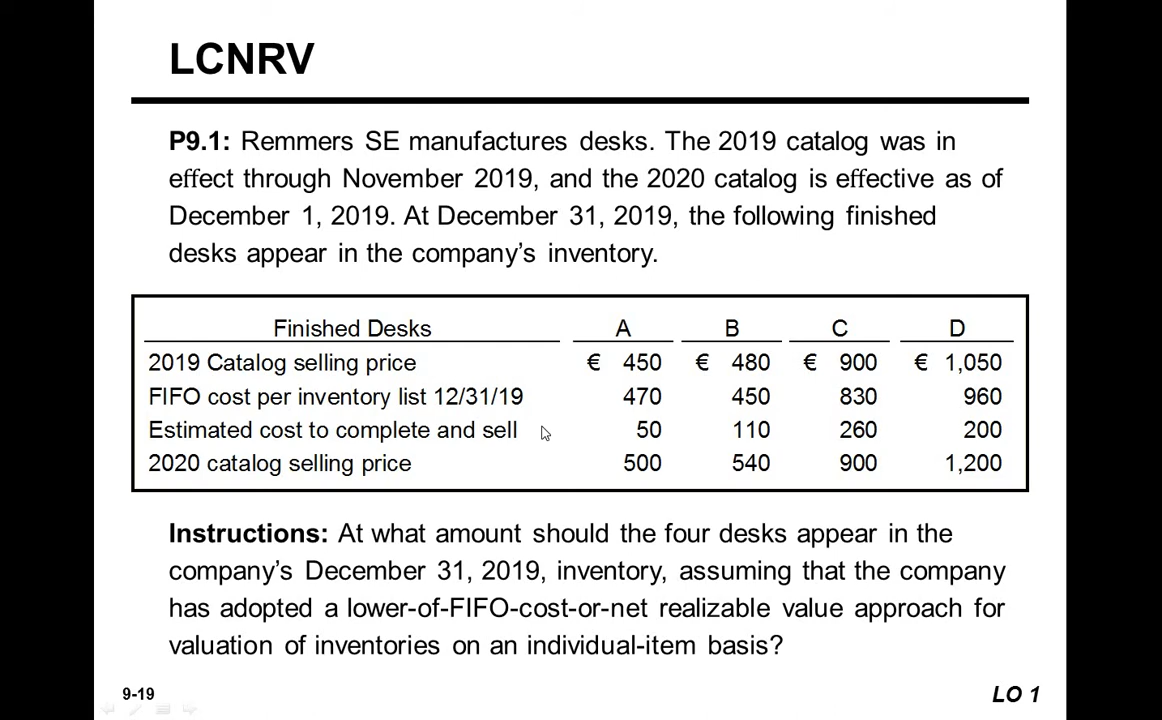 LCNRV
P9.1: Remmers SE manufactures desks. The 2019 catalog was in
effect through November 2019, and the 2020 catalog is effective as of
December 1, 2019. At December 31, 2019, the following finished
desks appear in the company’s inventory.
Finished Desks A B C D
2019 Catalog selling price € 450 € 480 € 900 € 1,050
FIFO cost per inventory list 12/31/19 470 450 830 960
Estimated cost to complete and sell 50 110 260 200
2020 catalog selling price 500 540 900 1,200
Instructions: At what amount should the four desks appear in the
company’s December 31, 2019, inventory, assuming that the company
has adopted a lower-of-FIFO-cost-or-net realizable value approach for
valuation of inventories on an individual-item basis?
9-19 LO 1